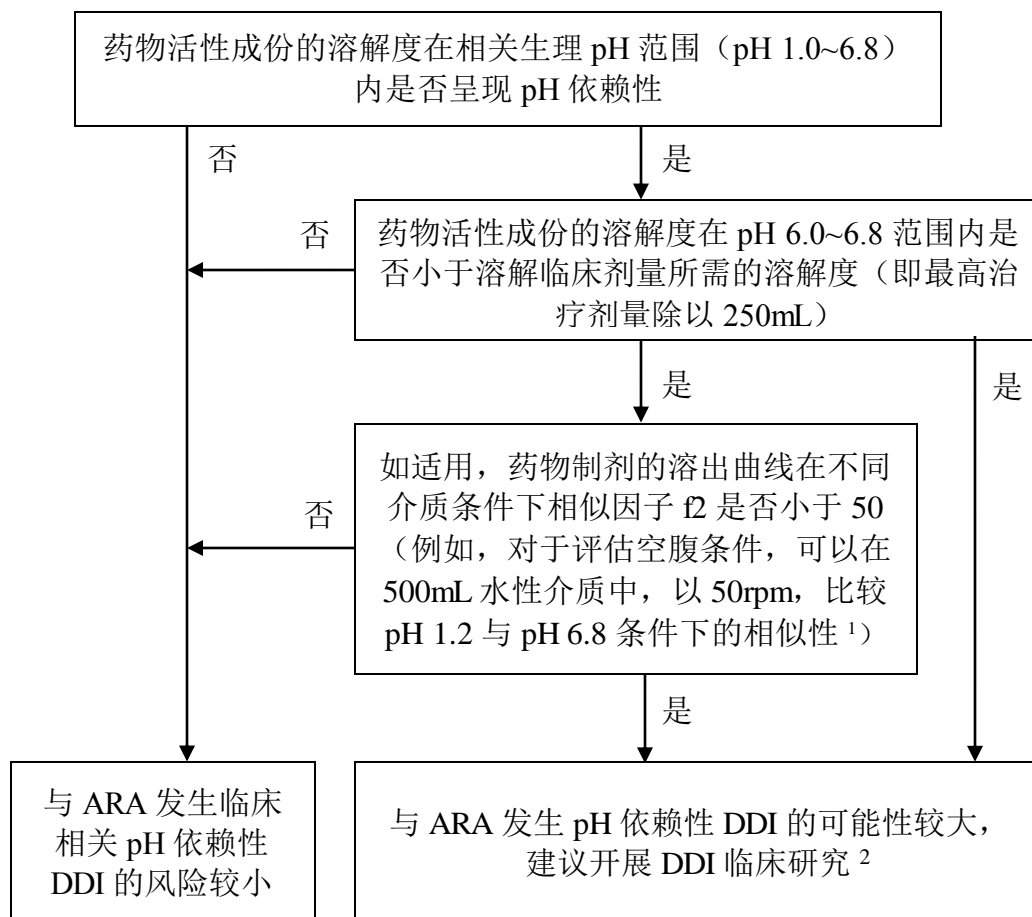 药物活性成份的溶解度在相关生理 pH 范围（pH 1.0~6.8）
内是否呈现 pH 依赖性
否
是
药物活性成份的溶解度在 pH 6.0~6.8 范围内是
否小于溶解临床剂量所需的溶解度（即最高治
疗剂量除以 250mL）
否
是
是
如适用，药物制剂的溶出曲线在不同
介质条件下相似因子 f2 是否小于 50
（例如，对于评估空腹条件，可以在
500mL 水性介质中，以 50rpm，比较
pH 1.2 与 pH 6.8 条件下的相似性 ¹）
否
是
与 ARA 发生临床
相关 pH 依赖性
DDI 的风险较小
与 ARA 发生 pH 依赖性 DDI 的可能性较大，
建议开展 DDI 临床研究 ²